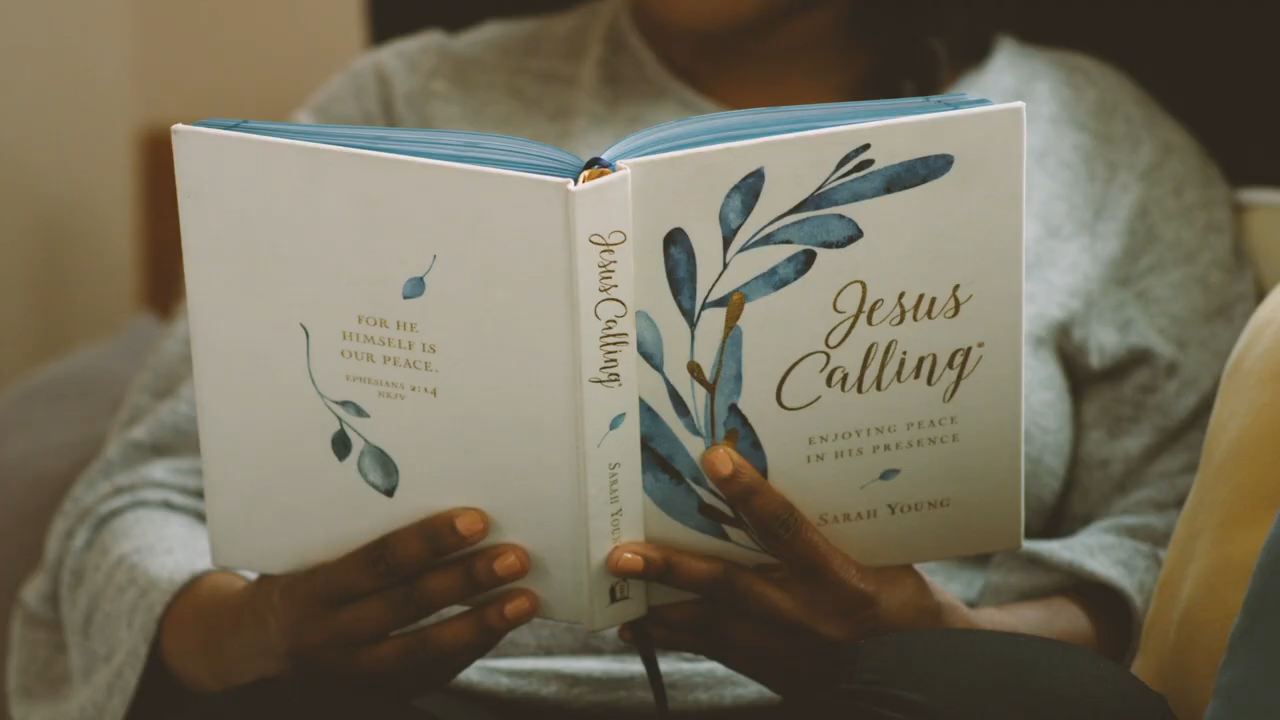 FOR HE
HIMSELF IS
OUR PEACE.
EPHESIANS 2:14
NKJV
Jesus Calling®
SARAH YOUNG
Jesus
Calling®
ENJOYING PEACE
IN HIS PRESENCE
SARAH YOUNG